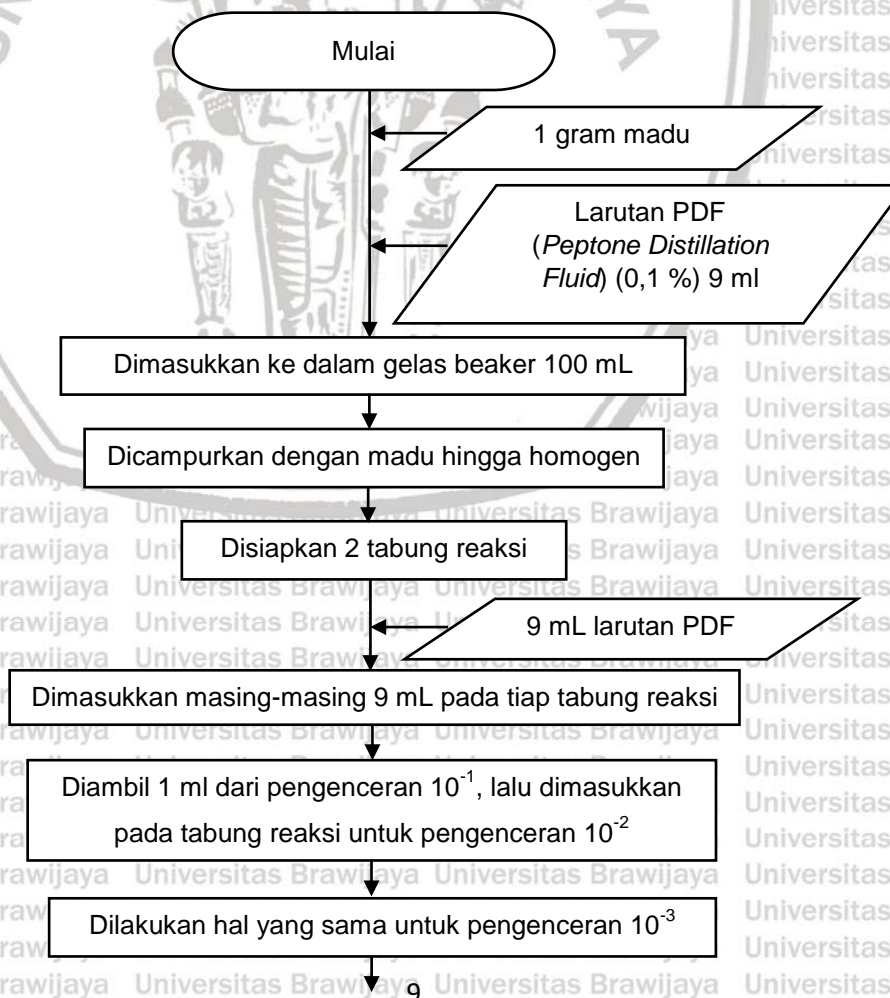 Mulai
1 gram madu
Larutan PDF
(Peptone Distillation
Fluid) (0,1 %) 9 ml
Dimasukkan ke dalam gelas beaker 100 mL
Dicampurkan dengan madu hingga homogen
Disiapkan 2 tabung reaksi
9 mL larutan PDF
Dimasukkan masing-masing 9 mL pada tiap tabung reaksi
Diambil 1 ml dari pengenceran 10⁻¹, lalu dimasukkan
pada tabung reaksi untuk pengenceran 10⁻²
Dilakukan hal yang sama untuk pengenceran 10⁻³
9